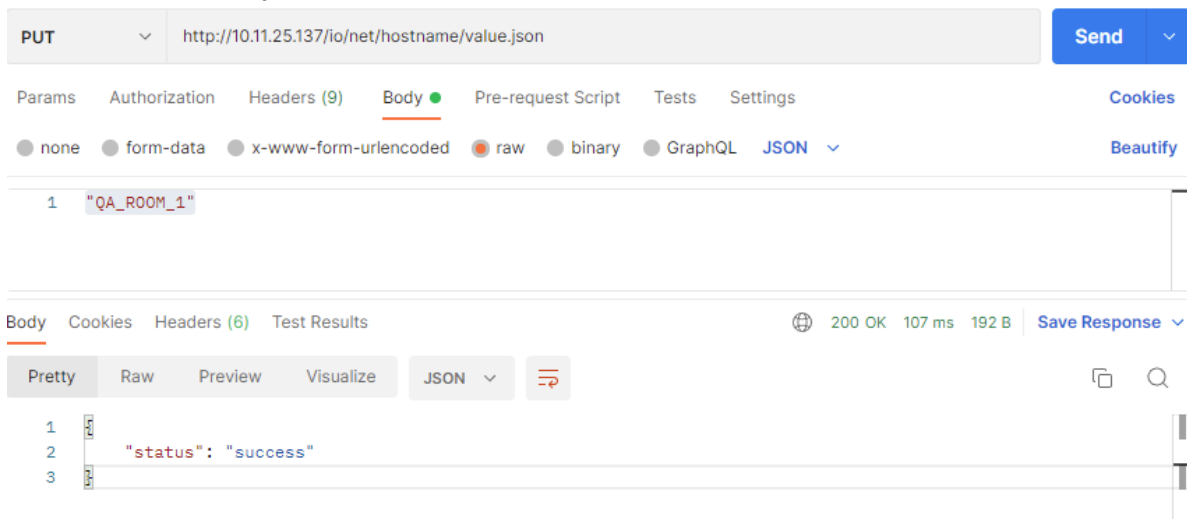 PUT http://10.11.25.137/io/net/hostname/value.json Send
Params Authorization Headers (9) Body Pre-request Script Tests Settings Cookies
none form-data x-www-form-urlencoded raw binary GraphQL JSON Beautify
1 "QA_ROOM_1"
Body Cookies Headers (6) Test Results 200 OK 107 ms 192 B Save Response
Pretty Raw Preview Visualize JSON
1 {
2 "status": "success"
3 }